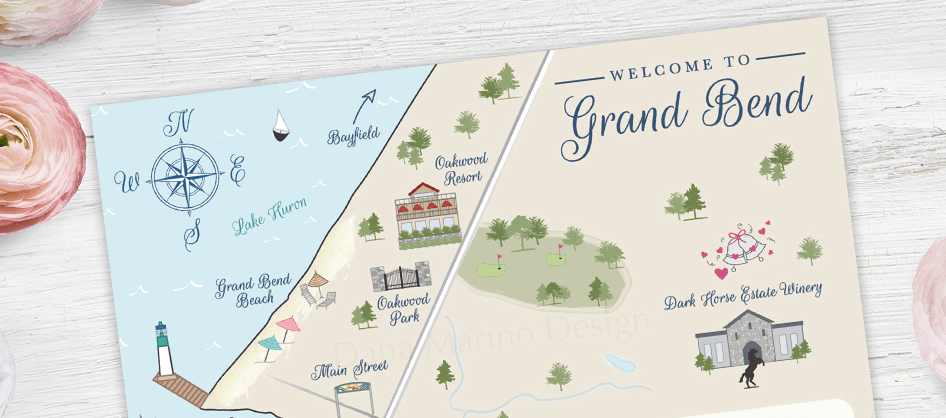 WELCOME TO
Grand Bend
N
W
E
S
Bayfield
Lake Huron
Oakwood
Resort
Grand Bend
Beach
Oakwood
Park
Dark Horse Estate Winery
Main Street
Dana Marino Design